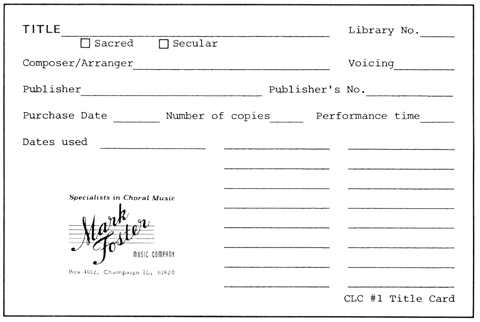 TITLE Library No.
Sacred Secular
Composer/Arranger Voicing
Publisher Publisher's No.
Purchase Date Number of copies Performance time
Dates used
Specialists in Choral Music
Mark
Foster
MUSIC COMPANY
Box 4012, Champaign IL, 61820
CLC #1 Title Card